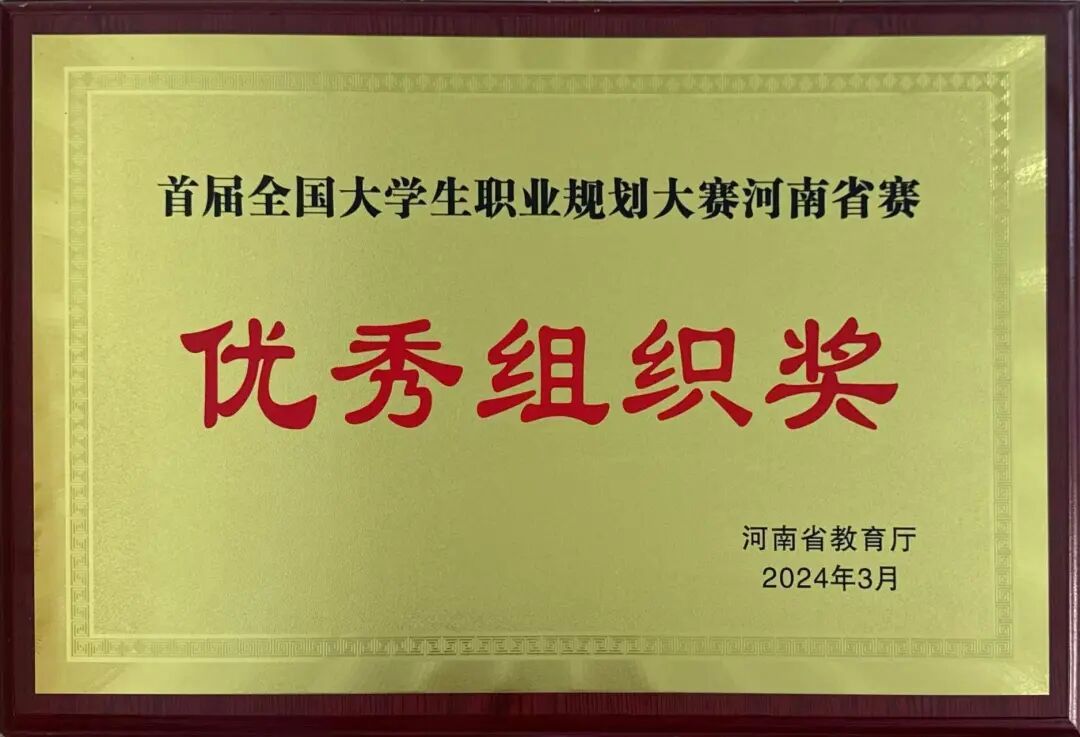 首届全国大学生职业规划大赛河南省赛
优秀组织奖
河南省教育厅
2024年3月